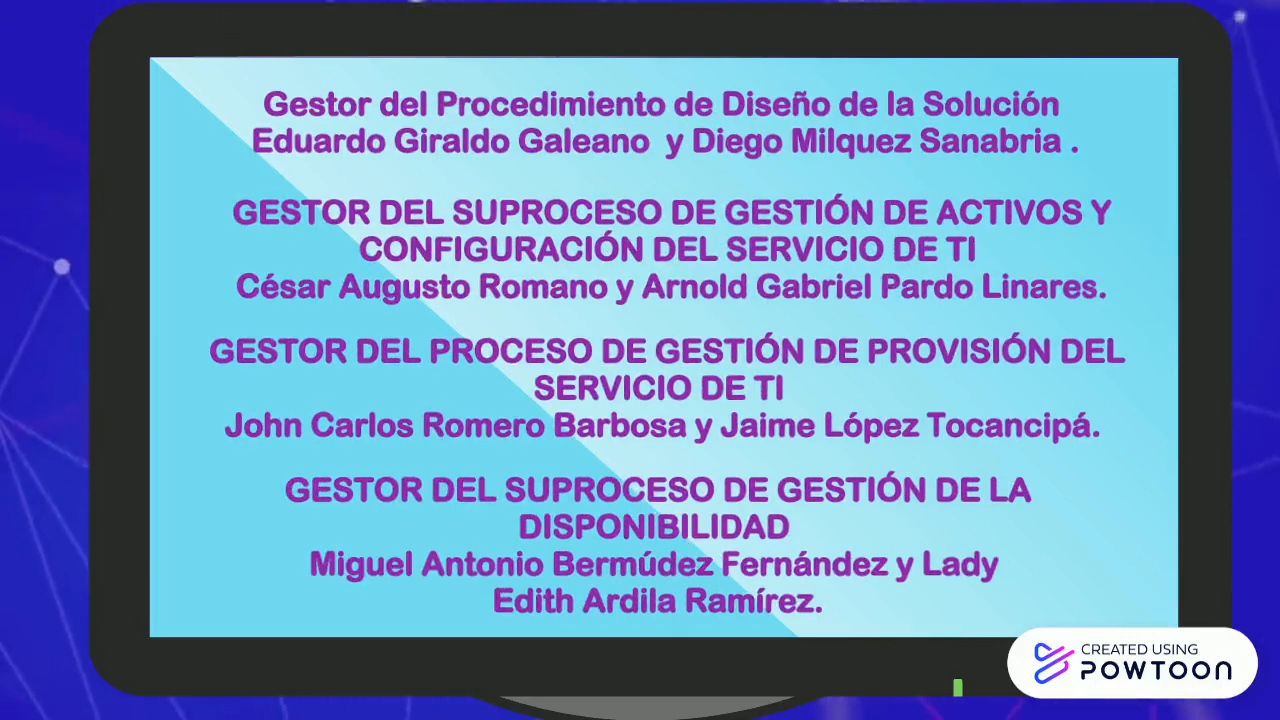 Gestor del Procedimiento de Diseño de la Solución
Eduardo Giraldo Galeano y Diego Milquez Sanabria .
GESTOR DEL SUPROCESO DE GESTIÓN DE ACTIVOS Y
CONFIGURACIÓN DEL SERVICIO DE TI
César Augusto Romano y Arnold Gabriel Pardo Linares.
GESTOR DEL PROCESO DE GESTIÓN DE PROVISIÓN DEL
SERVICIO DE TI
John Carlos Romero Barbosa y Jaime López Tocancipá.
GESTOR DEL SUPROCESO DE GESTIÓN DE LA
DISPONIBILIDAD
Miguel Antonio Bermúdez Fernández y Lady
Edith Ardila Ramírez.
CREATED USING
POWTOON